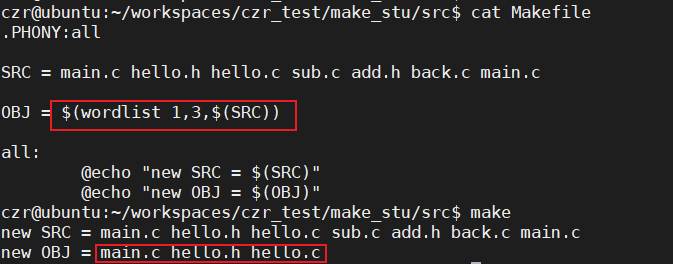 czr@ubuntu:~/workspaces/czr_test/make_stu/src$ cat Makefile
.PHONY:all
SRC = main.c hello.h hello.c sub.c add.h back.c main.c
OBJ = $(wordlist 1,3,$(SRC))
all:
@echo "new SRC = $(SRC)"
@echo "new OBJ = $(OBJ)"
czr@ubuntu:~/workspaces/czr_test/make_stu/src$ make
new SRC = main.c hello.h hello.c sub.c add.h back.c main.c
new OBJ = main.c hello.h hello.c